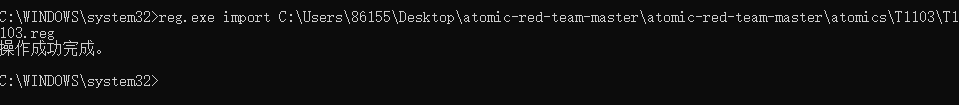 C:\WINDOWS\system32>reg.exe import C:\Users\86155\Desktop\atomic-red-team-master\atomic-red-team-master\atomics\T1103\T1
103.reg
操作成功完成。
C:\WINDOWS\system32>